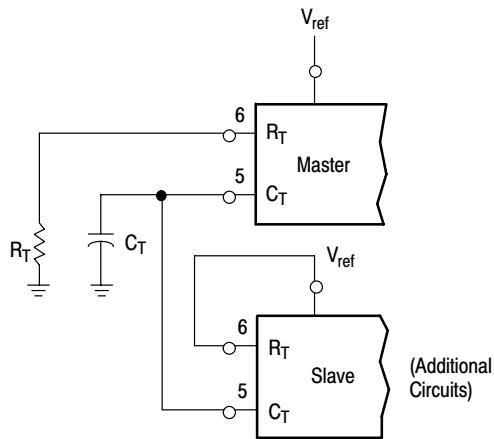 Vref
6
RT
Master
5
CT
RT
CT
Vref
6
RT
Slave
(Additional
Circuits)
5
CT